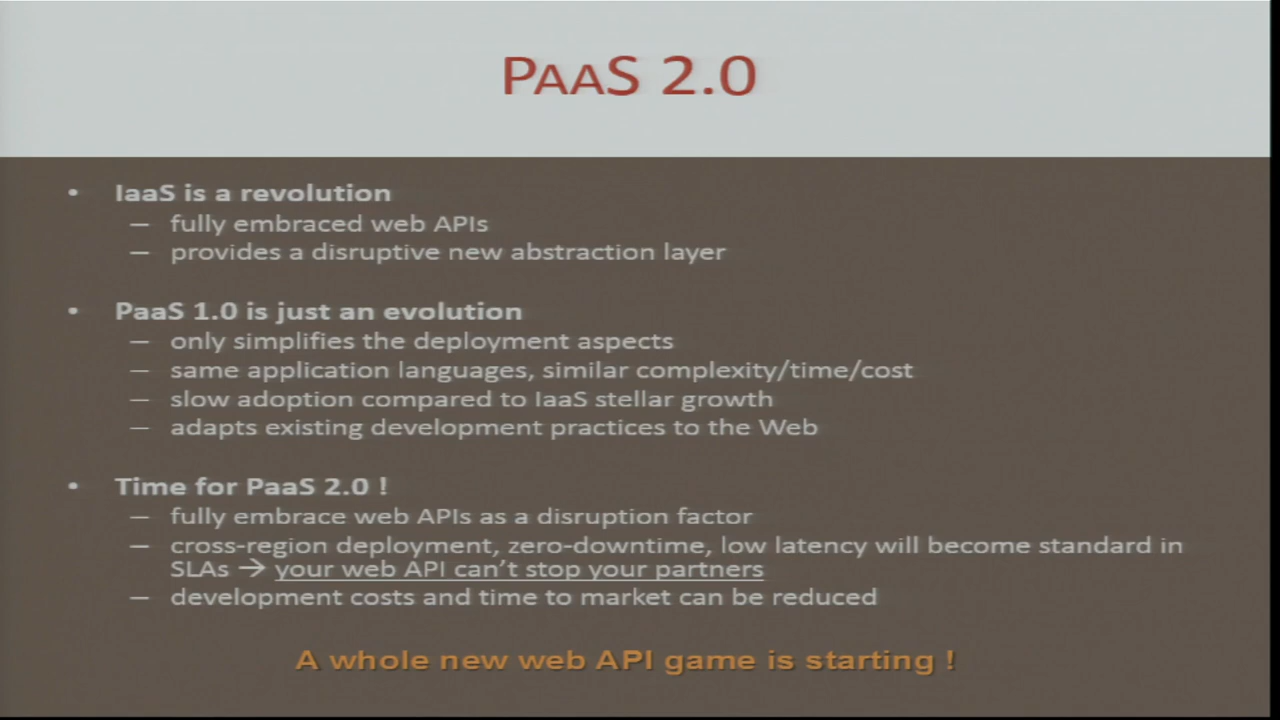 PAAS 2.0
• IaaS is a revolution
– fully embraced web APIs
– provides a disruptive new abstraction layer
• PaaS 1.0 is just an evolution
– only simplifies the deployment aspects
– same application languages, similar complexity/time/cost
– slow adoption compared to IaaS stellar growth
– adapts existing development practices to the Web
• Time for PaaS 2.0 !
– fully embrace web APIs as a disruption factor
– cross-region deployment, zero-downtime, low latency will become standard in
SLAs → your web API can't stop your partners
– development costs and time to market can be reduced
A whole new web API game is starting !